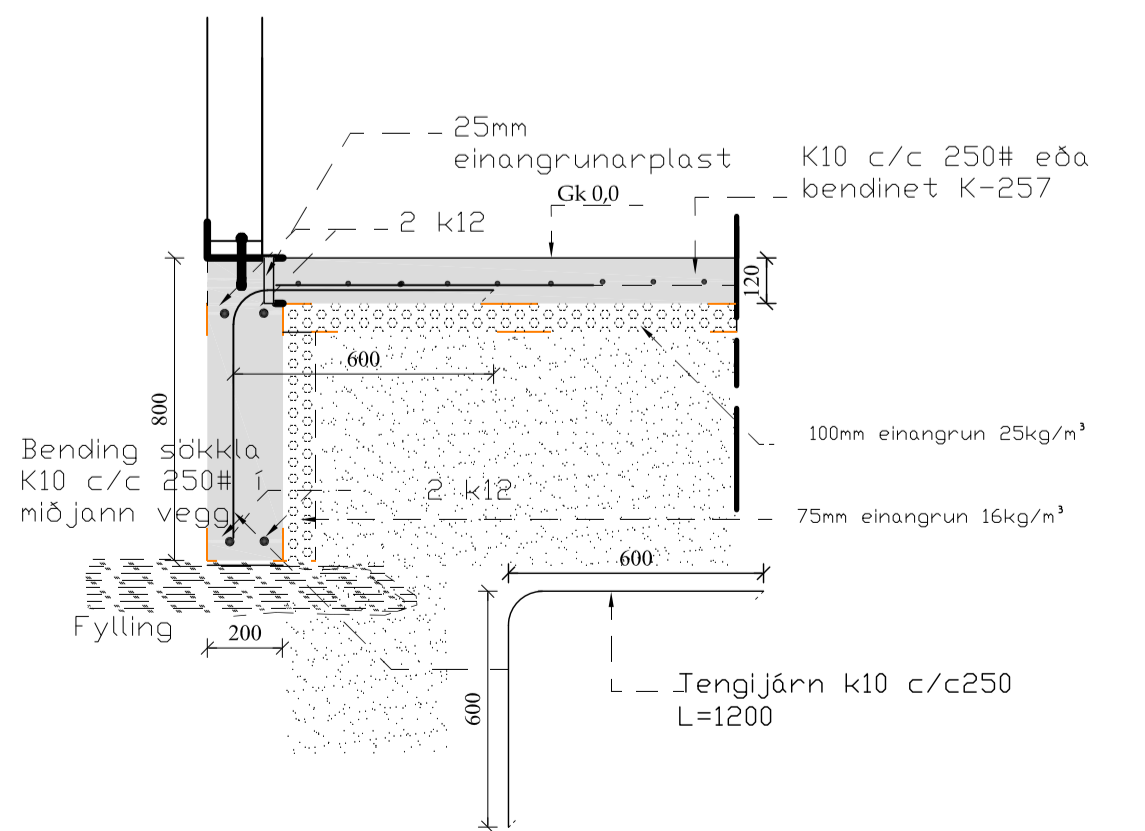 25mm
einangrunarplast
K10 c/c 250# eða
bendinet K-257
Gk 0,0
2 k12
120
600
800
100mm einangrun 25kg/m³
Bending sökkla
K10 c/c 250# í
miðjann vegg
2 k12
75mm einangrun 16kg/m³
600
Fylling
200
600
Tengijárn k10 c/c250
L=1200